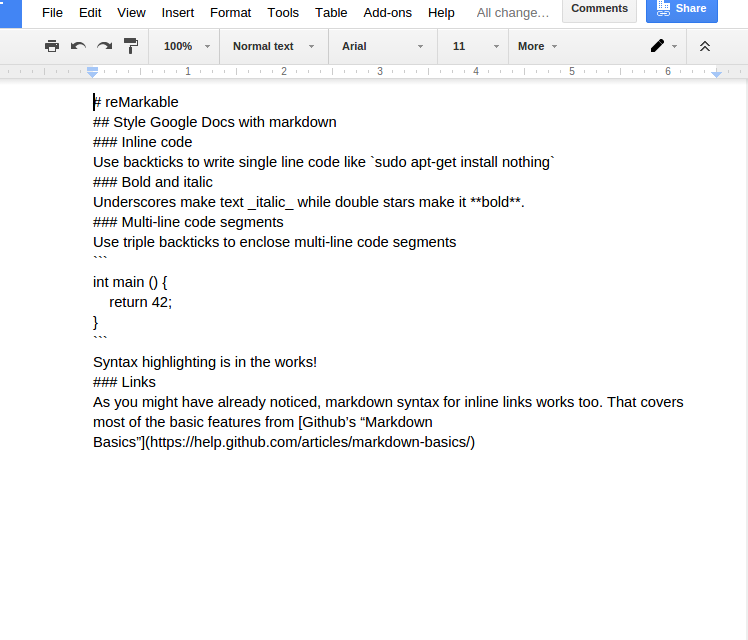 File Edit View Insert Format Tools Table Add-ons Help All change... Comments Share
100% Normal text Arial 11 More
1 2 3 4 5 6
# reMarkable
## Style Google Docs with markdown
### Inline code
Use backticks to write single line code like `sudo apt-get install nothing`
### Bold and italic
Underscores make text _italic_ while double stars make it **bold**.
### Multi-line code segments
Use triple backticks to enclose multi-line code segments
```
int main () {
    return 42;
}
```
Syntax highlighting is in the works!
### Links
As you might have already noticed, markdown syntax for inline links works too. That covers
most of the basic features from [Github's “Markdown
Basics”](https://help.github.com/articles/markdown-basics/)